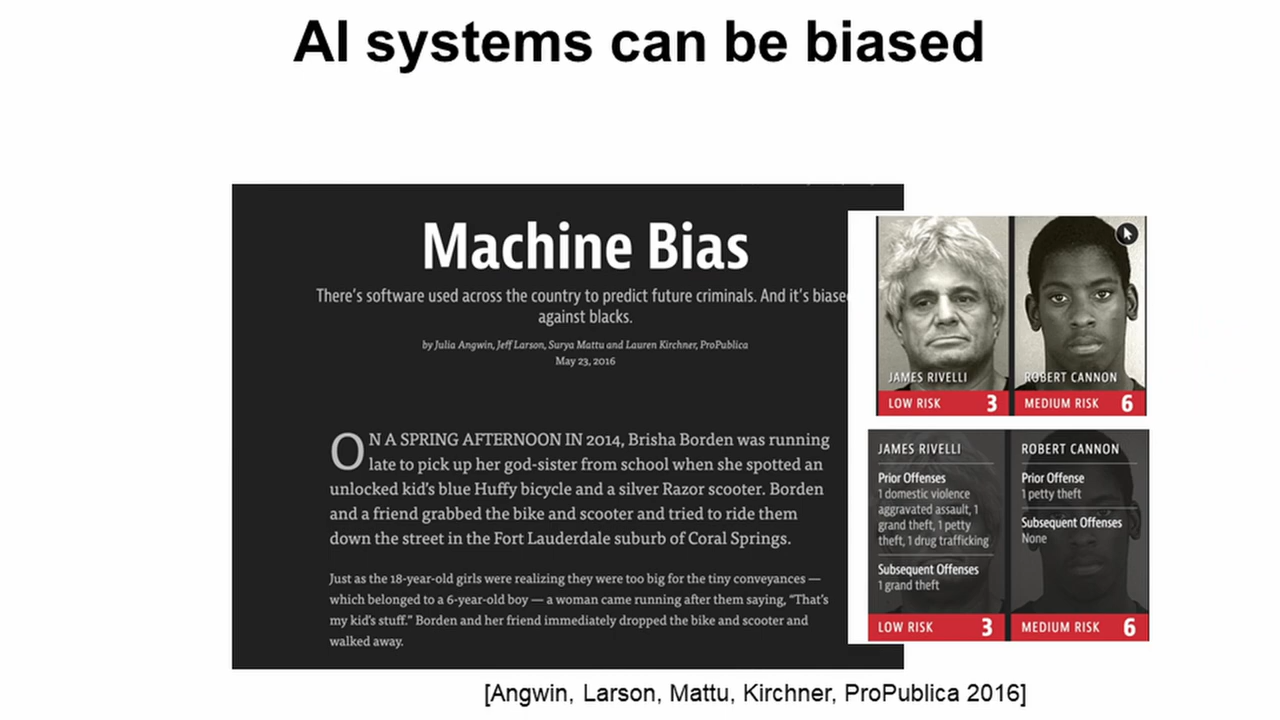 AI systems can be biased
Machine Bias
There's software used across the country to predict future criminals. And it's biased
against blacks.
by Julia Angwin, Jeff Larson, Surya Mattu and Lauren Kirchner, ProPublica
May 23, 2016
ON A SPRING AFTERNOON IN 2014, Brisha Borden was running
late to pick up her god-sister from school when she spotted an
unlocked kid's blue Huffy bicycle and a silver Razor scooter. Borden
and a friend grabbed the bike and scooter and tried to ride them
down the street in the Fort Lauderdale suburb of Coral Springs.
Just as the 18-year-old girls were realizing they were too big for the tiny conveyances —
which belonged to a 6-year-old boy — a woman came running after them saying, "That's
my kid's stuff." Borden and her friend immediately dropped the bike and scooter and
walked away.
JAMES RIVELLI
LOW RISK 3
ROBERT CANNON
MEDIUM RISK 6
JAMES RIVELLI
Prior Offenses
1 domestic violence
aggravated assault, 1
grand theft, 1 petty
theft, 1 drug trafficking
Subsequent Offenses
1 grand theft
LOW RISK 3
ROBERT CANNON
Prior Offense
1 petty theft
Subsequent Offenses
None
MEDIUM RISK 6
[Angwin, Larson, Mattu, Kirchner, ProPublica 2016]